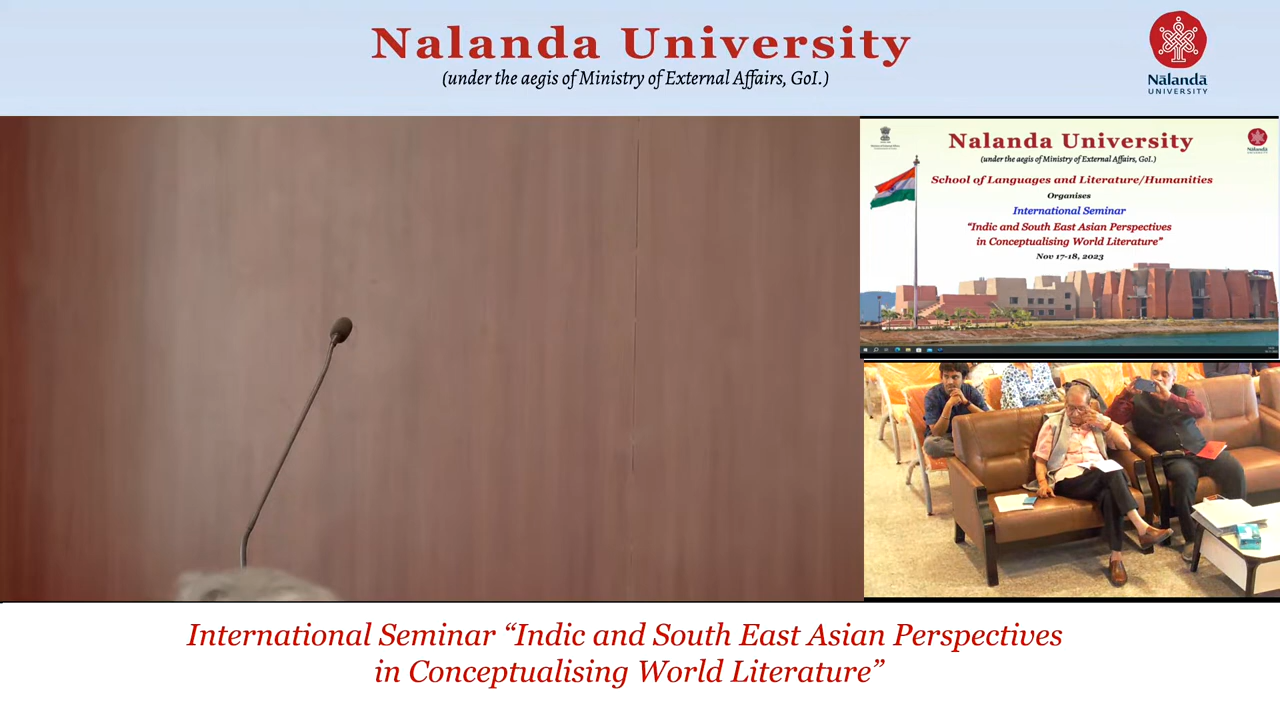 Nalanda University
(under the aegis of Ministry of External Affairs, GoI.)
Nālandā
UNIVERSITY
Nalanda University
(under the aegis of Ministry of External Affairs, GoI.)
School of Languages and Literature/Humanities
Organises
International Seminar
“Indic and South East Asian Perspectives
in Conceptualising World Literature”
Nov 17-18, 2023
International Seminar “Indic and South East Asian Perspectives
in Conceptualising World Literature”